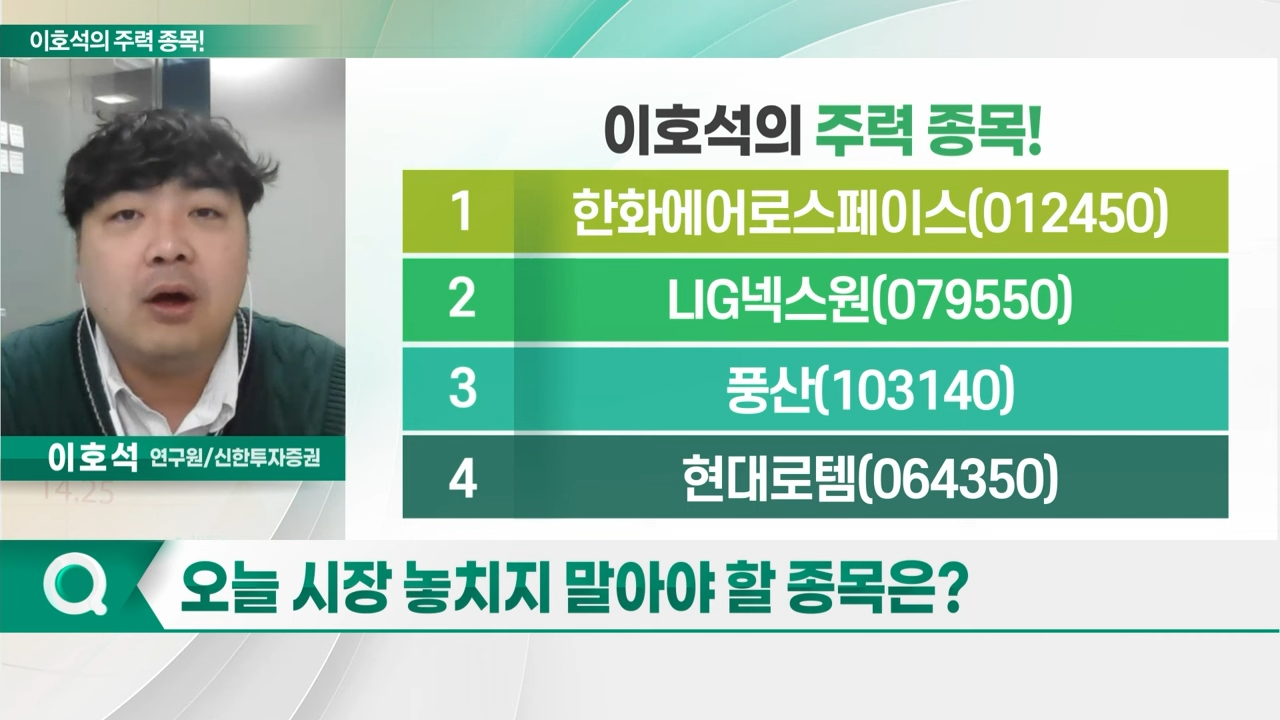 이호석의 주력 종목!
이호석의 주력 종목!
1 한화에어로스페이스(012450)
2 LIG넥스원(079550)
3 풍산(103140)
4 현대로템(064350)
이호석 연구원/신한투자증권
14.25
Q 오늘 시장 놓치지 말아야 할 종목은?